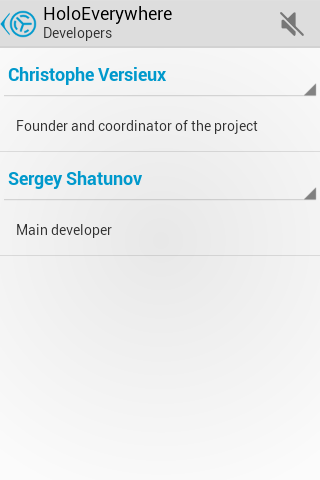 HoloEverywhere
Developers
Christophe Versieux
Founder and coordinator of the project
Sergey Shatunov
Main developer